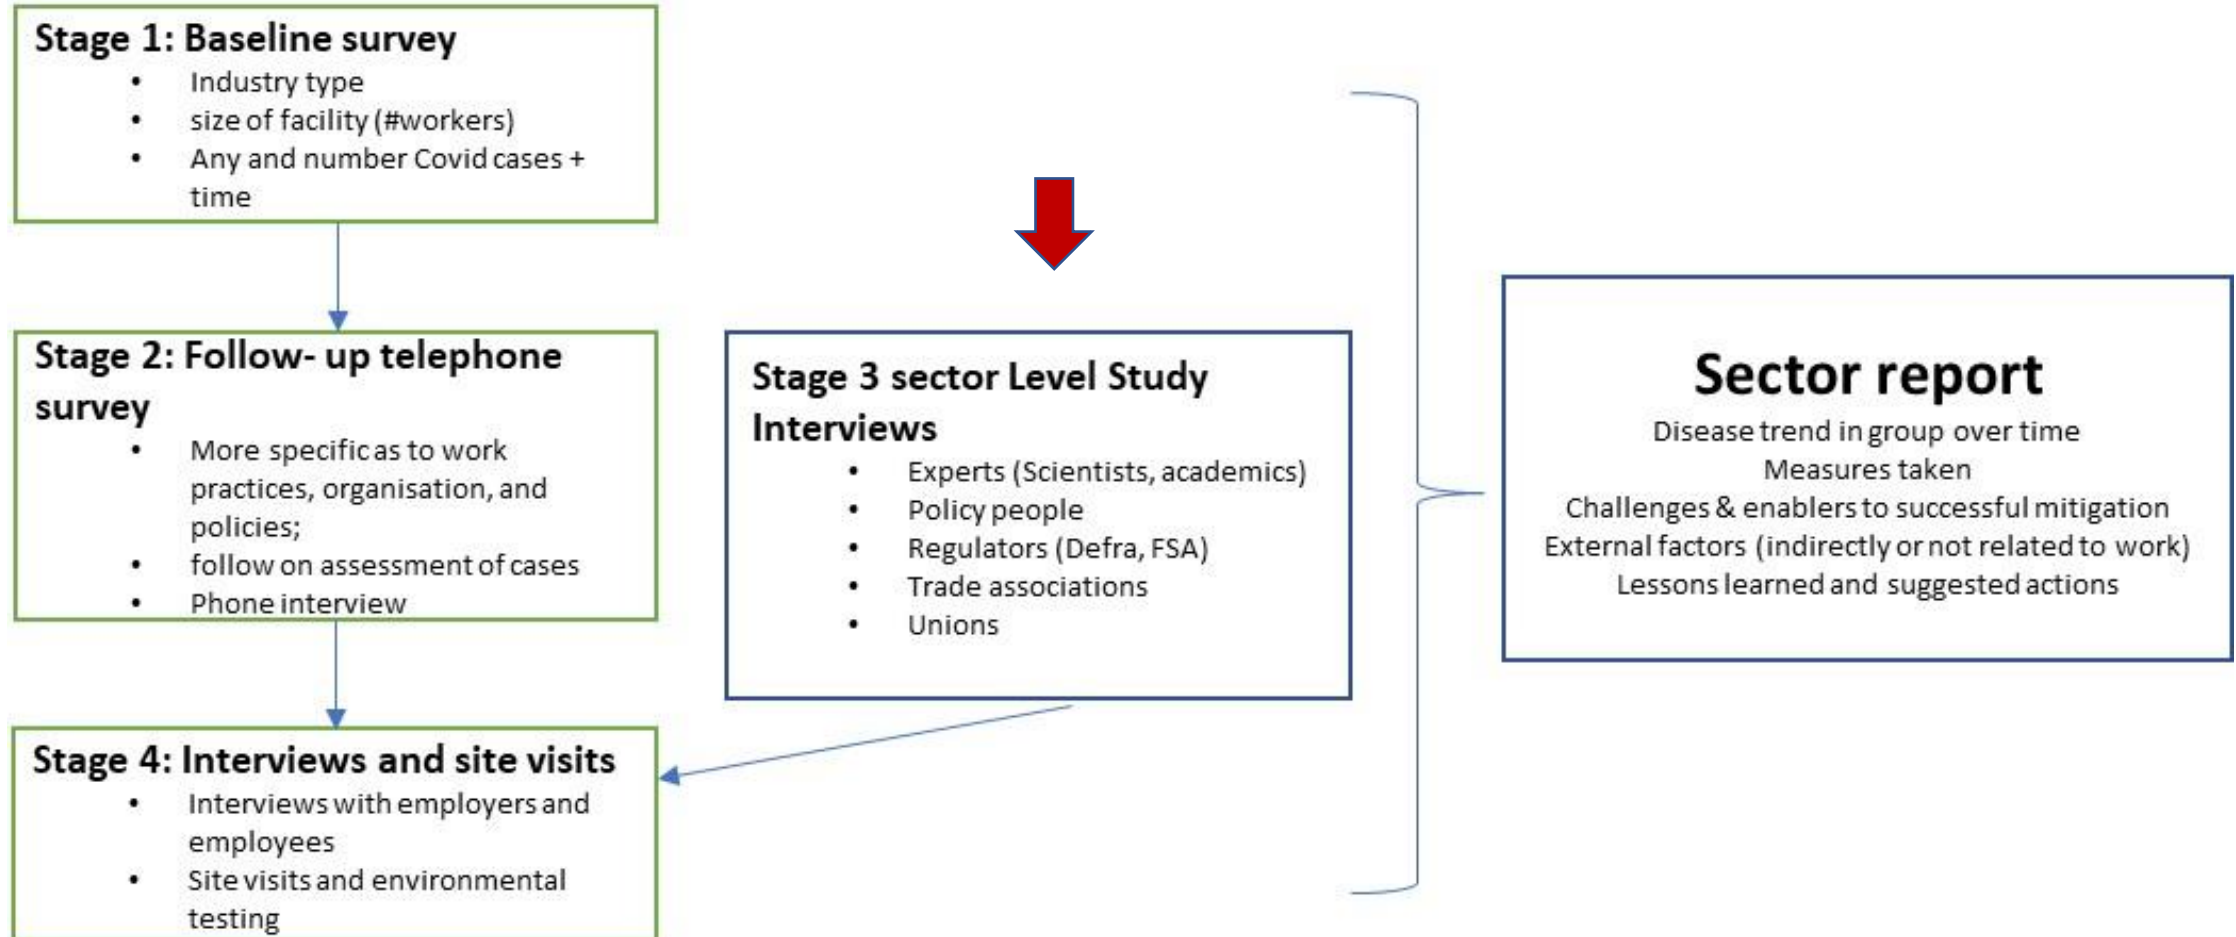 Stage 1: Baseline survey
• Industry type
• size of facility (#workers)
• Any and number Covid cases +
time
Stage 2: Follow- up telephone
survey
• More specific as to work
practices, organisation, and
policies;
• follow on assessment of cases
• Phone interview
Stage 3 sector Level Study
Interviews
• Experts (Scientists, academics)
• Policy people
• Regulators (Defra, FSA)
• Trade associations
• Unions
Stage 4: Interviews and site visits
• Interviews with employers and
employees
• Site visits and environmental
testing
Sector report
Disease trend in group over time
Measures taken
Challenges & enablers to successful mitigation
External factors (indirectly or not related to work)
Lessons learned and suggested actions